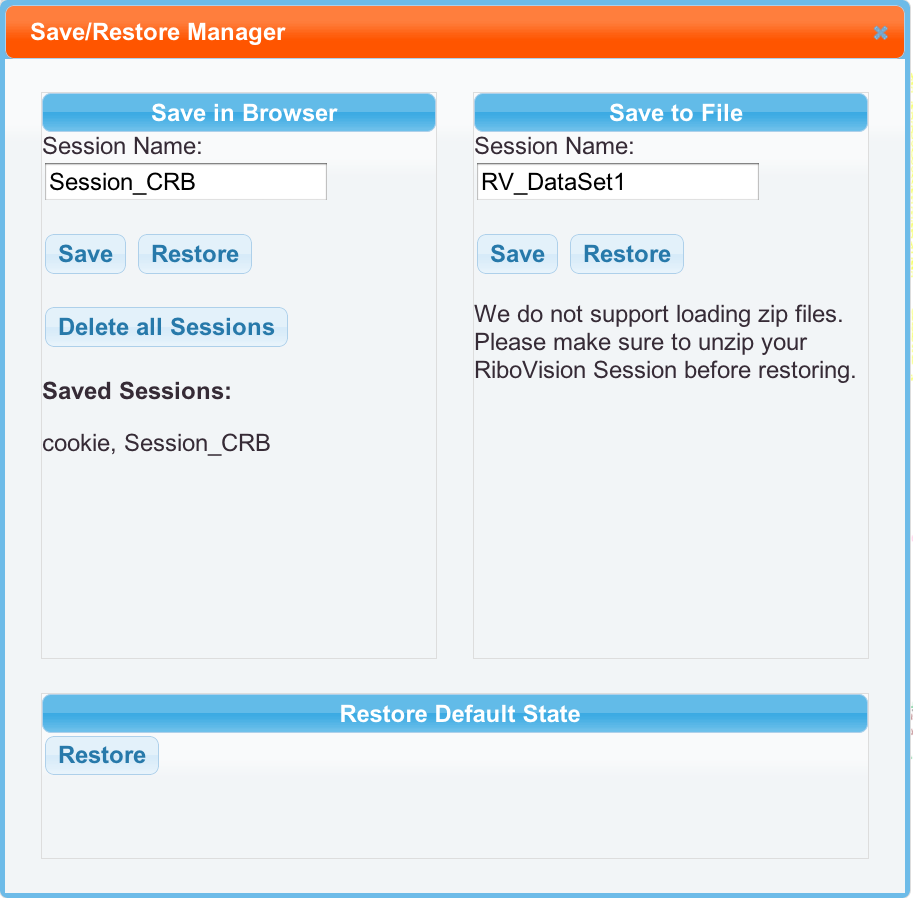 Save/Restore Manager
Save in Browser
Session Name:
Session_CRB
Save Restore
Delete all Sessions
Saved Sessions:
cookie, Session_CRB
Save to File
Session Name:
RV_DataSet1
Save Restore
We do not support loading zip files.
Please make sure to unzip your
RiboVision Session before restoring.
Restore Default State
Restore